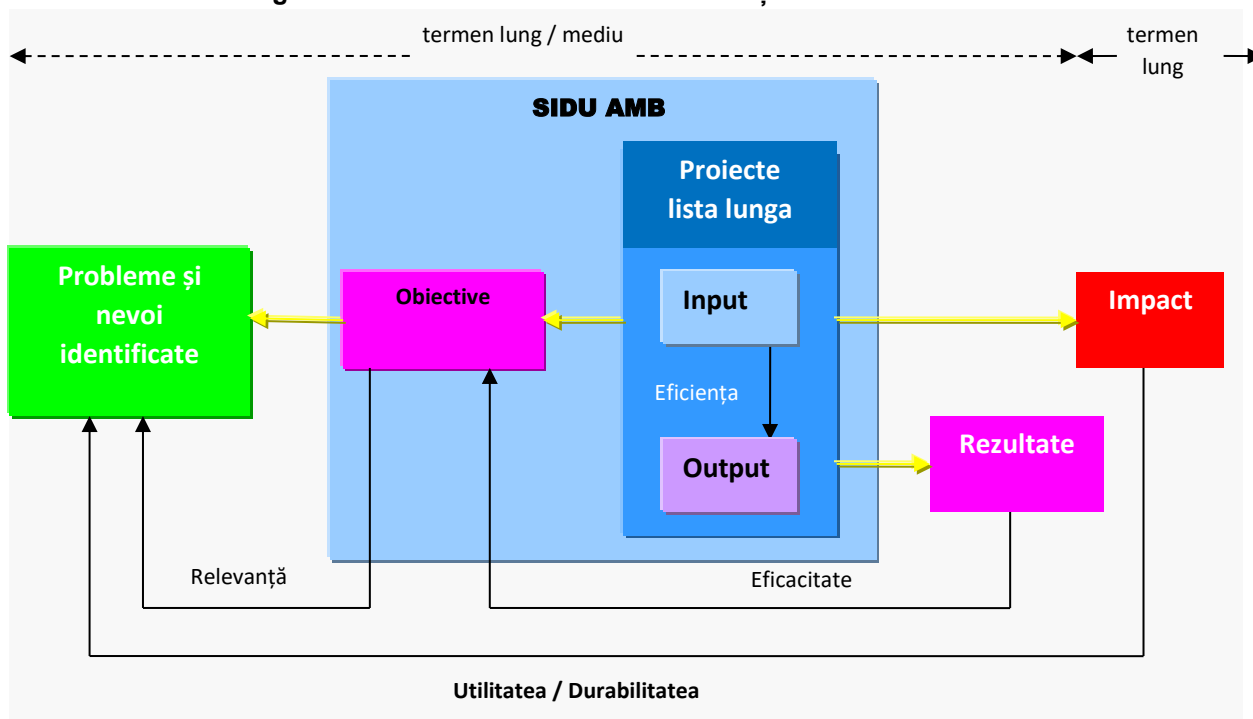 termen lung / mediu
termen
lung
SIDU AMB
Proiecte
lista lunga
Probleme și
nevoi
identificate
Obiective
Input
Impact
Eficiența
Rezultate
Output
Relevanță
Eficacitate
Utilitatea / Durabilitatea